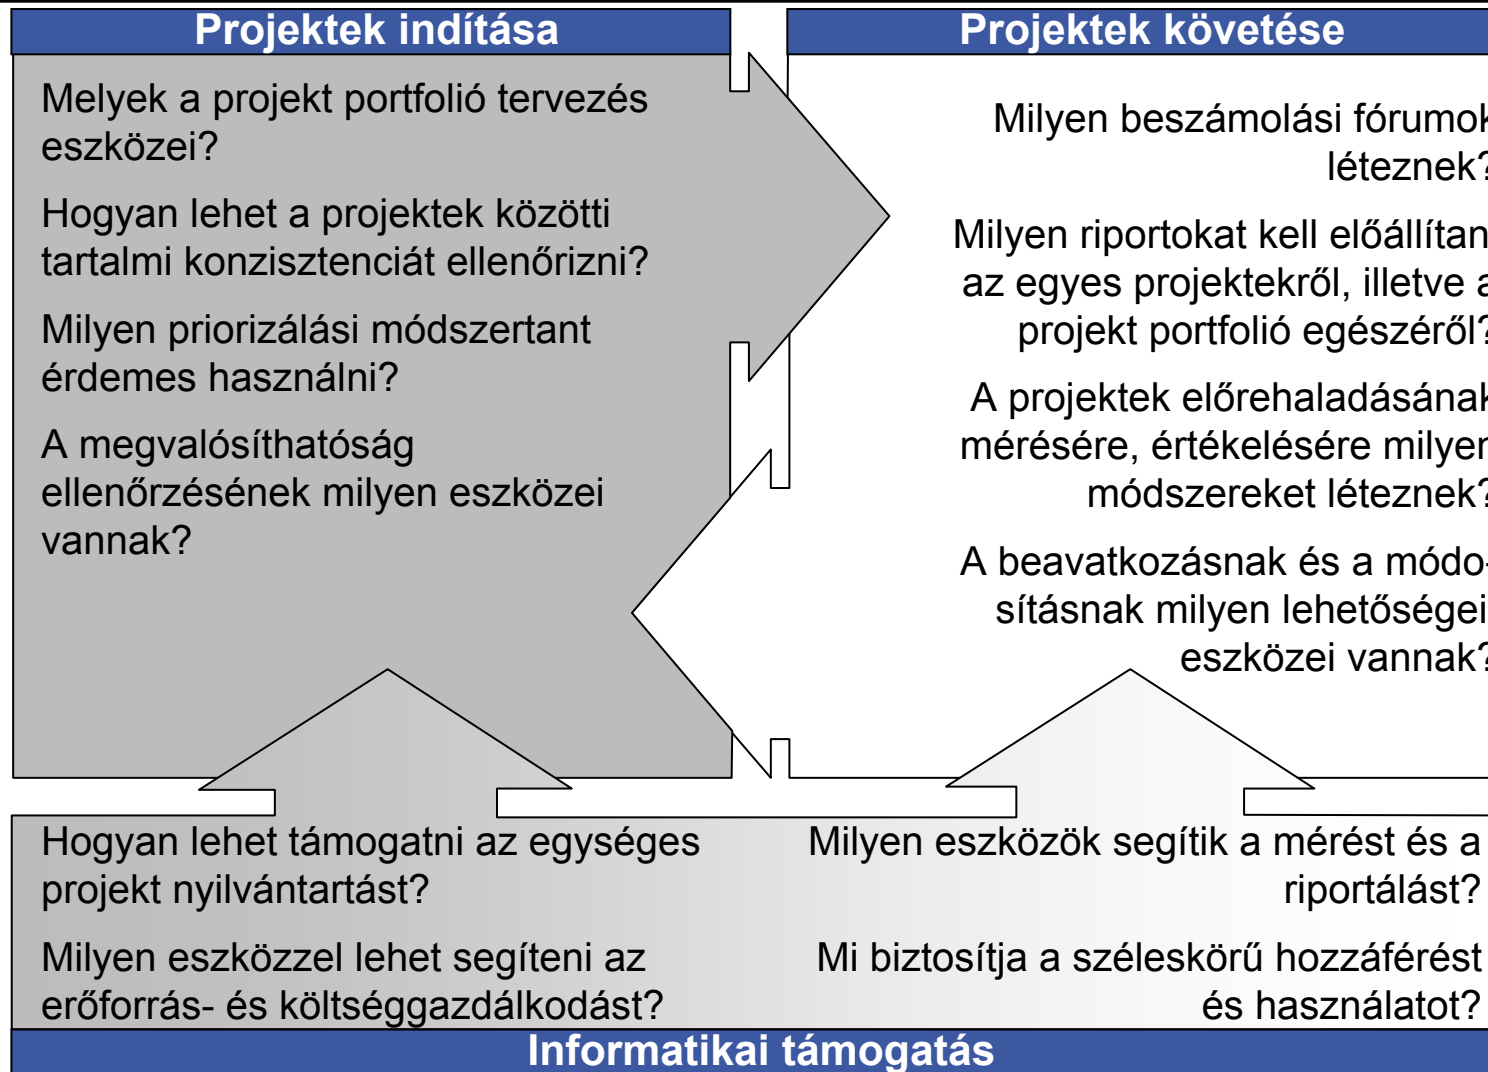 Projektek indítása
Melyek a projekt portfolió tervezés
eszközei?
Hogyan lehet a projektek közötti
tartalmi konzisztenciát ellenőrizni?
Milyen priorizálási módszertant
érdemes használni?
A megvalósíthatóság
ellenőrzésének milyen eszközei
vannak?
Projektek követése
Milyen beszámolási fórumok
léteznek?
Milyen riportokat kell előállítani
az egyes projektekről, illetve a
projekt portfolió egészéről?
A projektek előrehaladásának
mérésére, értékelésére milyen
módszereket léteznek?
A beavatkozásnak és a módo-
sításnak milyen lehetőségei
eszközei vannak?
Hogyan lehet támogatni az egységes
projekt nyilvántartást?
Milyen eszközzel lehet segíteni az
erőforrás- és költséggazdálkodást?
Milyen eszközök segítik a mérést és a
riportálást?
Mi biztosítja a széleskörű hozzáférést
és használatot?
Informatikai támogatás